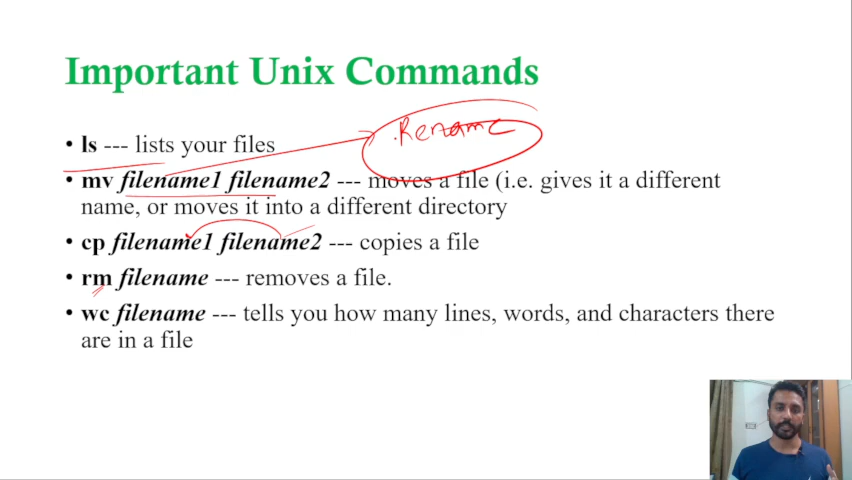 Important Unix Commands
• ls --- lists your files
.Rename
• mv filename1 filename2 --- moves a file (i.e. gives it a different
name, or moves it into a different directory
• cp filename1 filename2 --- copies a file
• rm filename --- removes a file.
• wc filename --- tells you how many lines, words, and characters there
are in a file